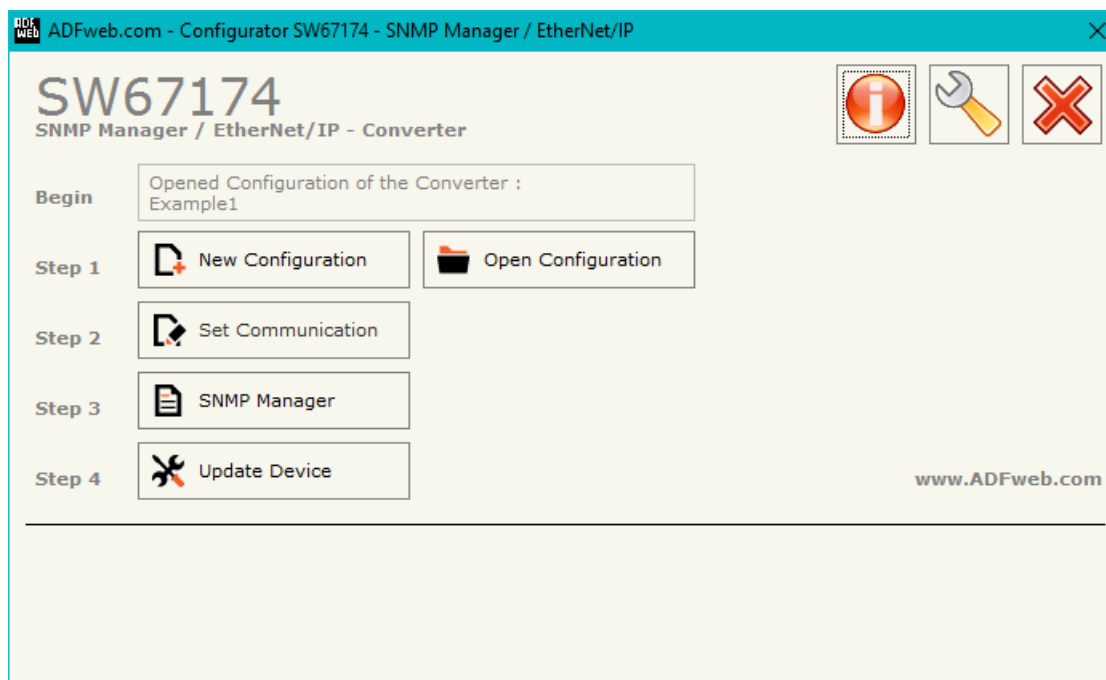 ADF
WEB
ADFweb.com - Configurator SW67174 - SNMP Manager / EtherNet/IP
SW67174
SNMP Manager / EtherNet/IP - Converter
Begin
Opened Configuration of the Converter :
Example1
Step 1
New Configuration
Open Configuration
Step 2
Set Communication
Step 3
SNMP Manager
Step 4
Update Device
www.ADFweb.com